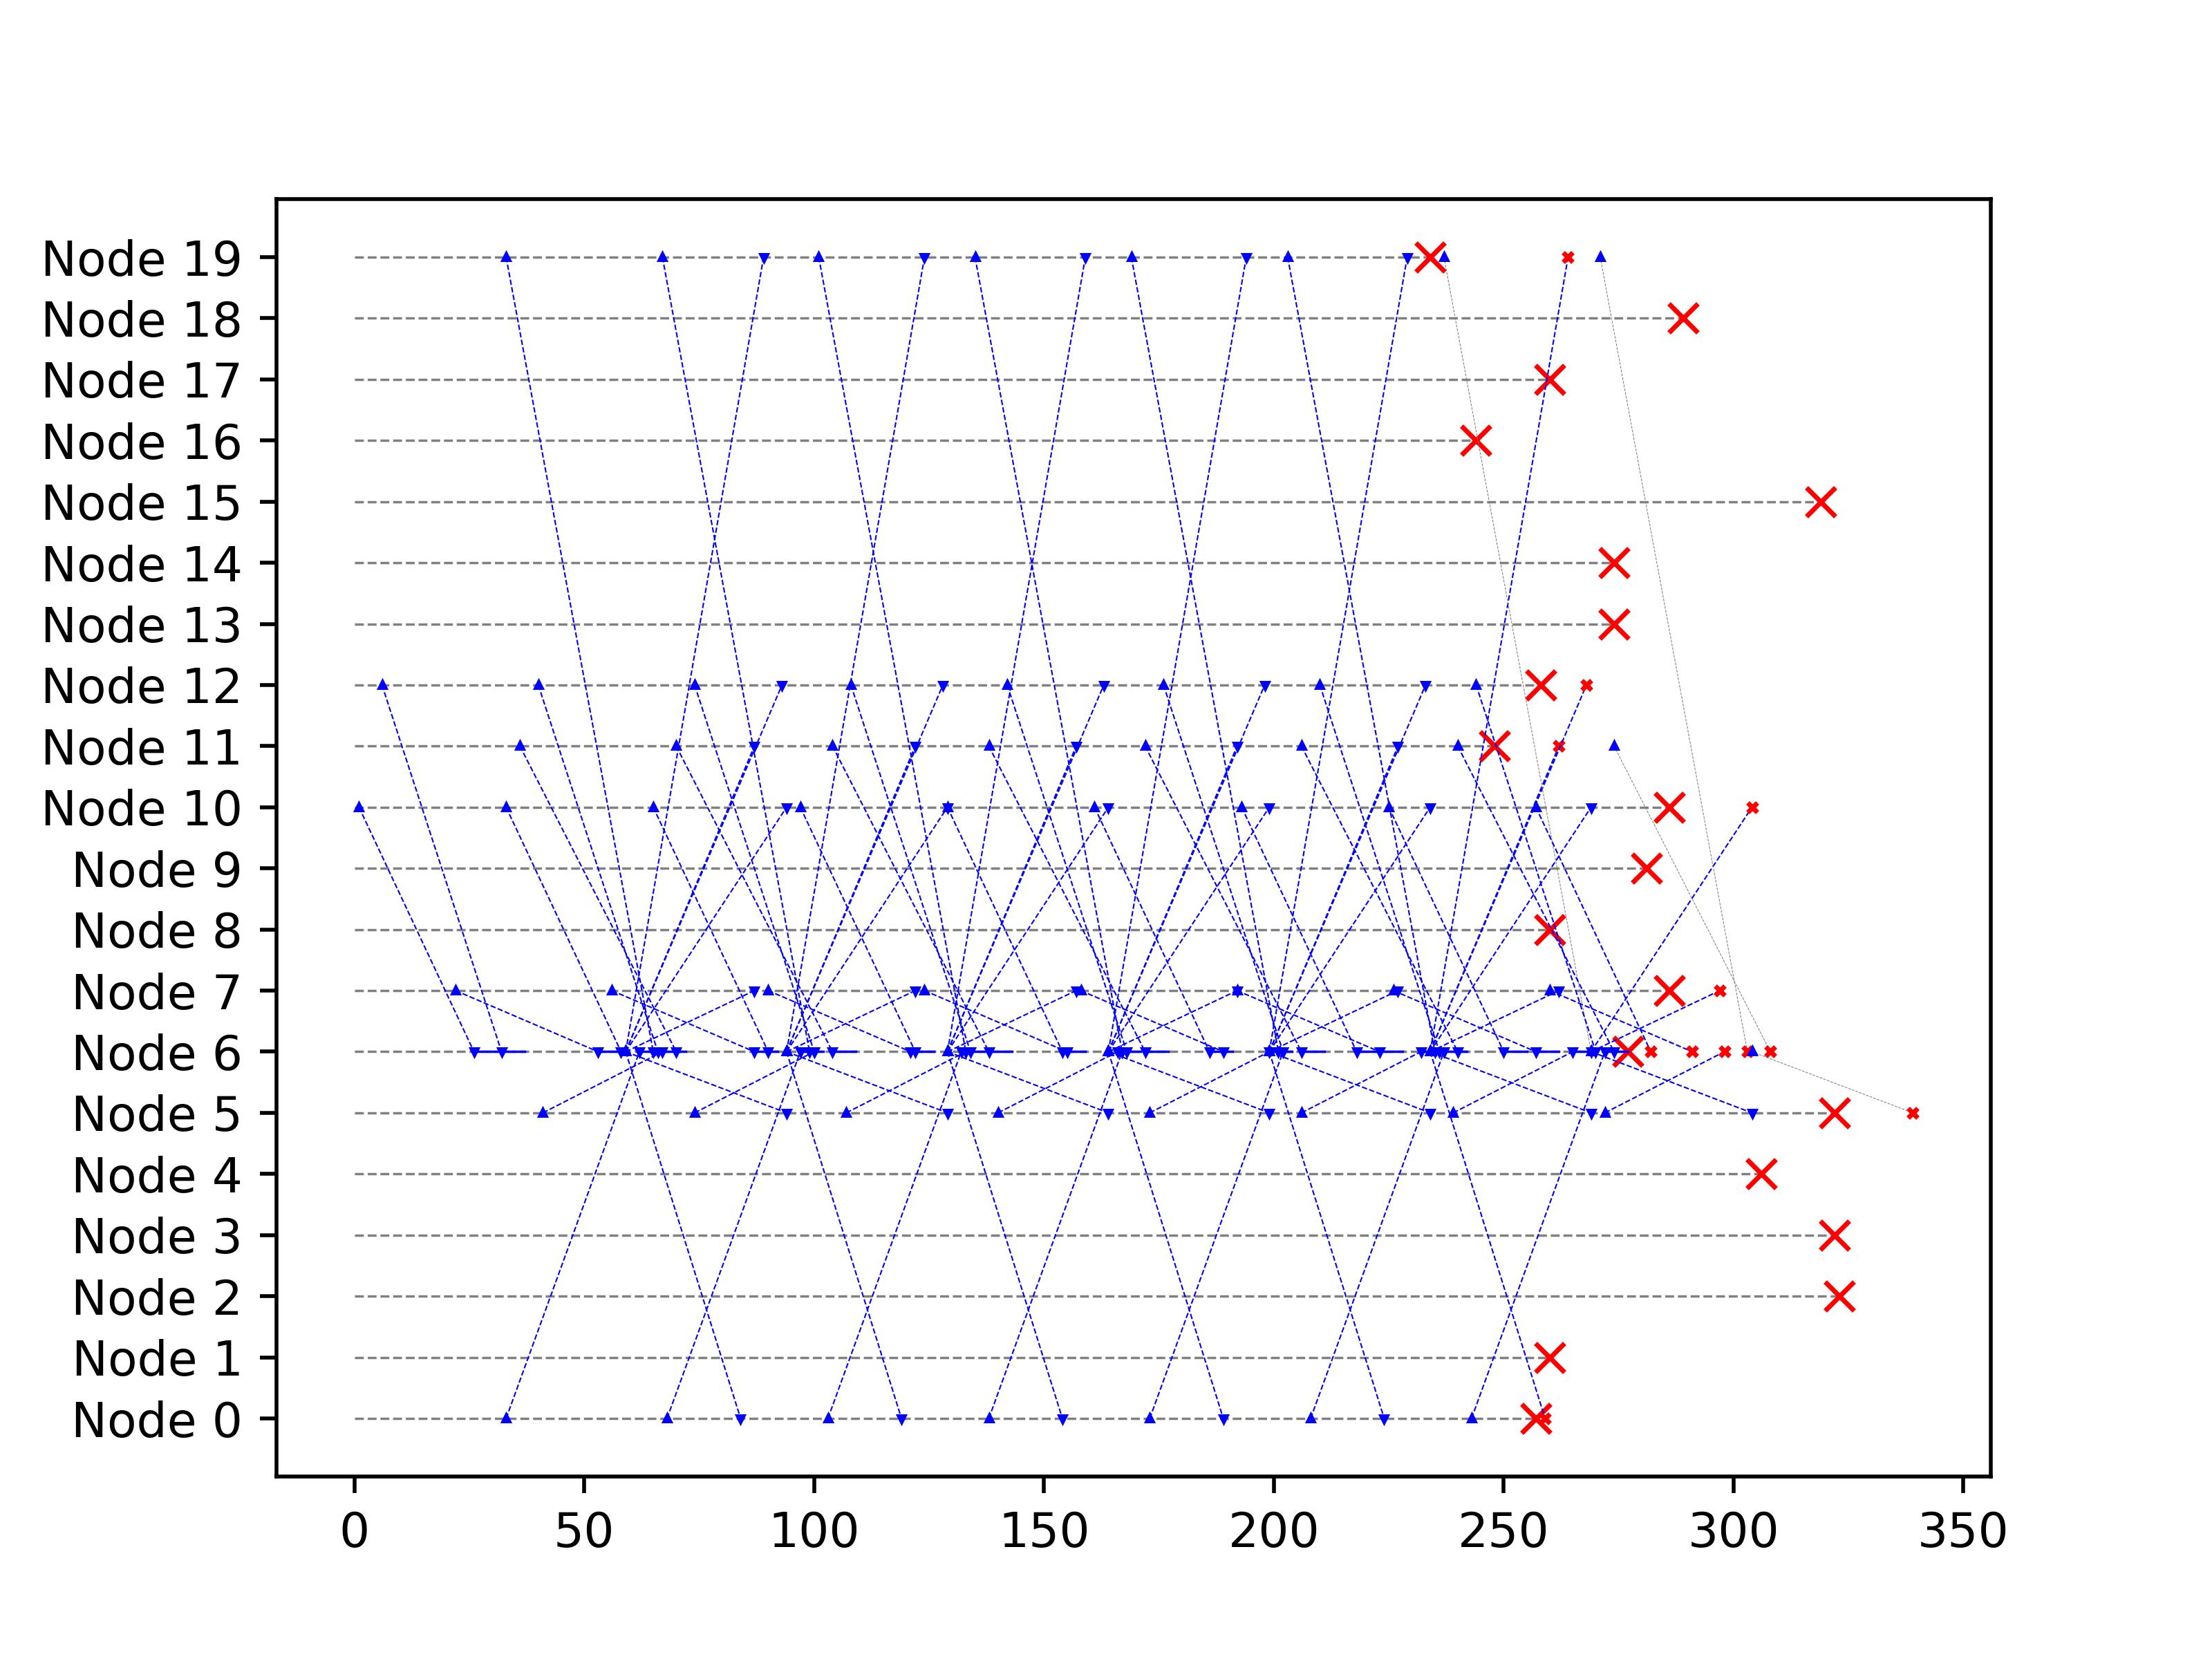 Node 19
Node 18
Node 17
Node 16
Node 15
Node 14
Node 13
Node 12
Node 11
Node 10
Node 9
Node 8
Node 7
Node 6
Node 5
Node 4
Node 3
Node 2
Node 1
Node 0
0 50 100 150 200 250 300 350